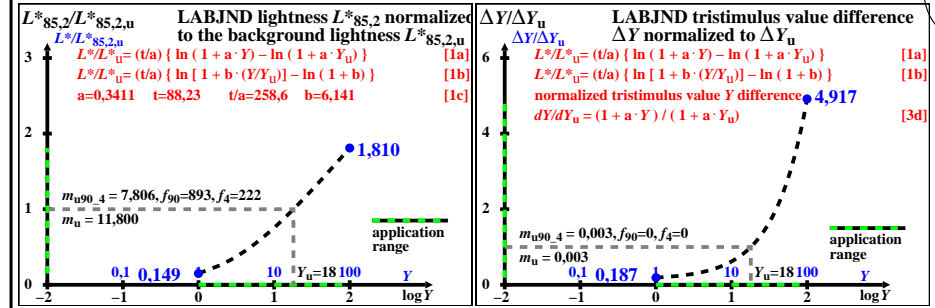 L*85,2/L*85,2,u LABJND lightness L*85,2 normalized
L*/L*85,2,u to the background lightness L*85,2,u
3
L*/L*u=(t/a) { ln ( 1 + a·Y) − ln (1 + a·Yu) } [1a]
L*/L*u= (t/a) { ln [ 1 + b·(Y/Yu)] − ln (1 + b) } [1b]
a=0,3411 t=88,23 t/a=258,6 b=6,141 [1c]
2
1,810
mu90_4 = 7,806, f90=893, f4=222
1
mu = 11,800
application
range
0,1 0,149 1 10 Yu=18 100 Y
0
−2 −1 0 1 2 log Y
ΔY/ΔYu LABJND tristimulus value difference
ΔY/ΔYu ΔY normalized to ΔYu
6
L*/L*u=(t/a) { ln ( 1 + a·Y) − ln (1 + a·Yu) } [1a]
L*/L*u= (t/a) { ln [ 1 + b·(Y/Yu)] − ln (1 + b) } [1b]
normalized tristimulus value Y difference 4,917
dY/dYu = (1 + a·Y ) / ( 1 + a·Yu) [3d]
4
2
mu90_4 = 0,003, f90=0, f4=0
mu = 0,003
application
range
0,1 0,187 1 10 Yu=18 100 Y
0
−2 −1 0 1 2 log Y